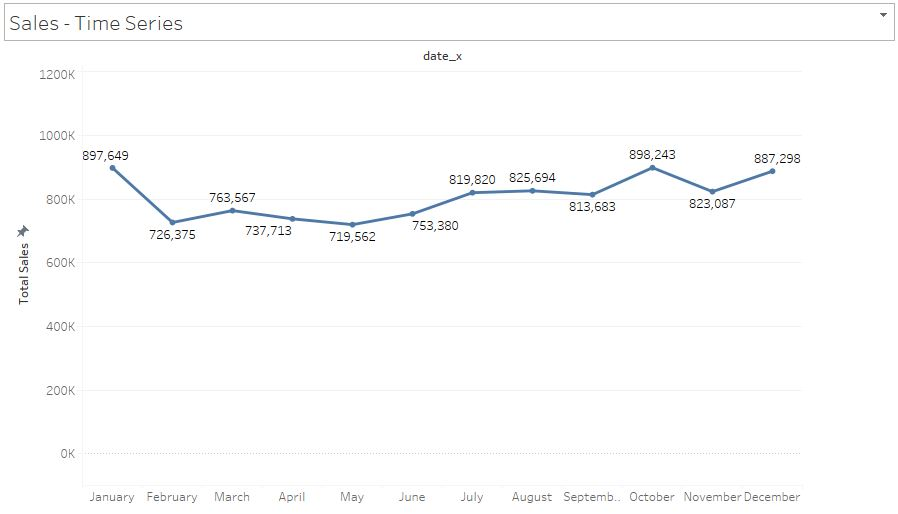 Sales - Time Series
date_x
1200K
1000K
800K
600K
400K
200K
0K
Total Sales
897,649
726,375
763,567
737,713
719,562
753,380
819,820
825,694
813,683
898,243
823,087
887,298
January February March April May June July August Septemb.. October November December